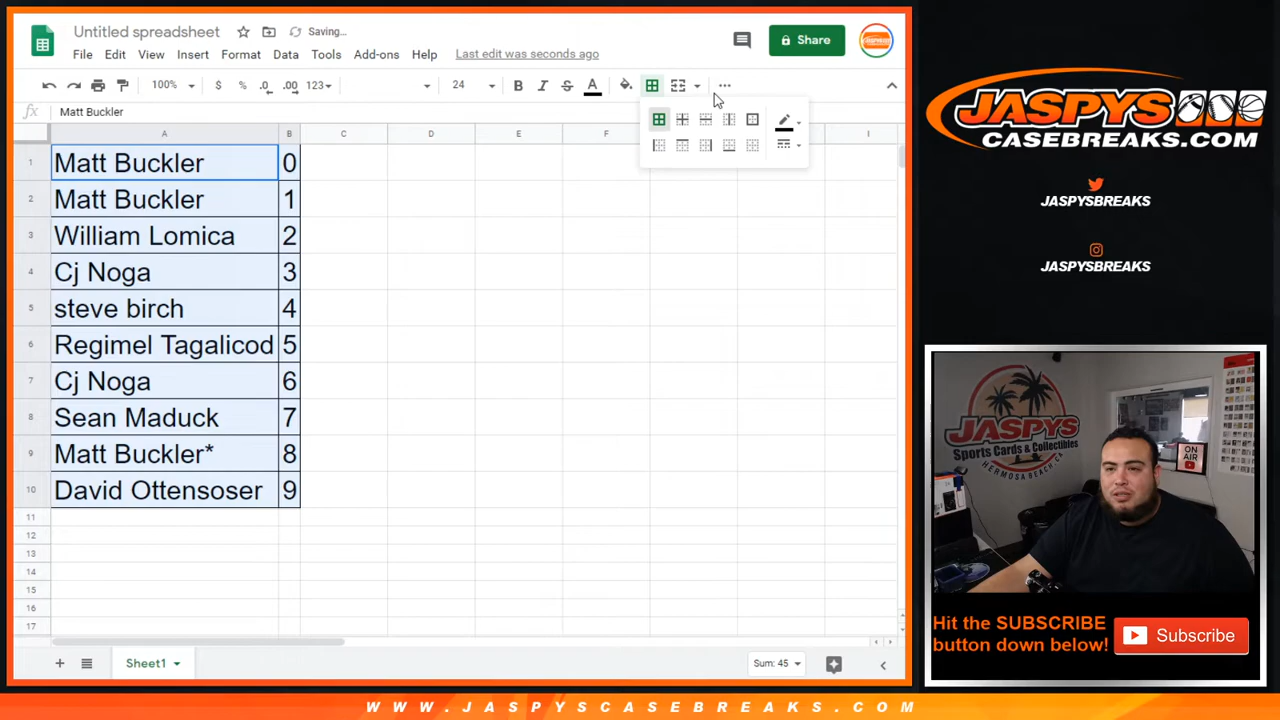 Untitled spreadsheet
Saving...
Share
File Edit View Insert Format Data Tools Add-ons Help
Last edit was seconds ago
100% $ % .0 .00 123 24 B I S A
fx Matt Buckler
A B C D E F I
1 Matt Buckler 0
2 Matt Buckler 1
3 William Lomica 2
4 Cj Noga 3
5 steve birch 4
6 Regimel Tagalicod 5
7 Cj Noga 6
8 Sean Maduck 7
9 Matt Buckler* 8
10 David Ottensoser 9
11
12
13
14
15
16
17
Sheet1
Sum: 45
JASPYS
CASEBREAKS.COM
JASPYSBREAKS
JASPYSBREAKS
JASPYS
Sports Cards & Collectibles
HERMOSA BEACH, CA
ON AIR
Hit the SUBSCRIBE
button down below!
Subscribe
WWW.JASPYSCASEBREAKS.COM